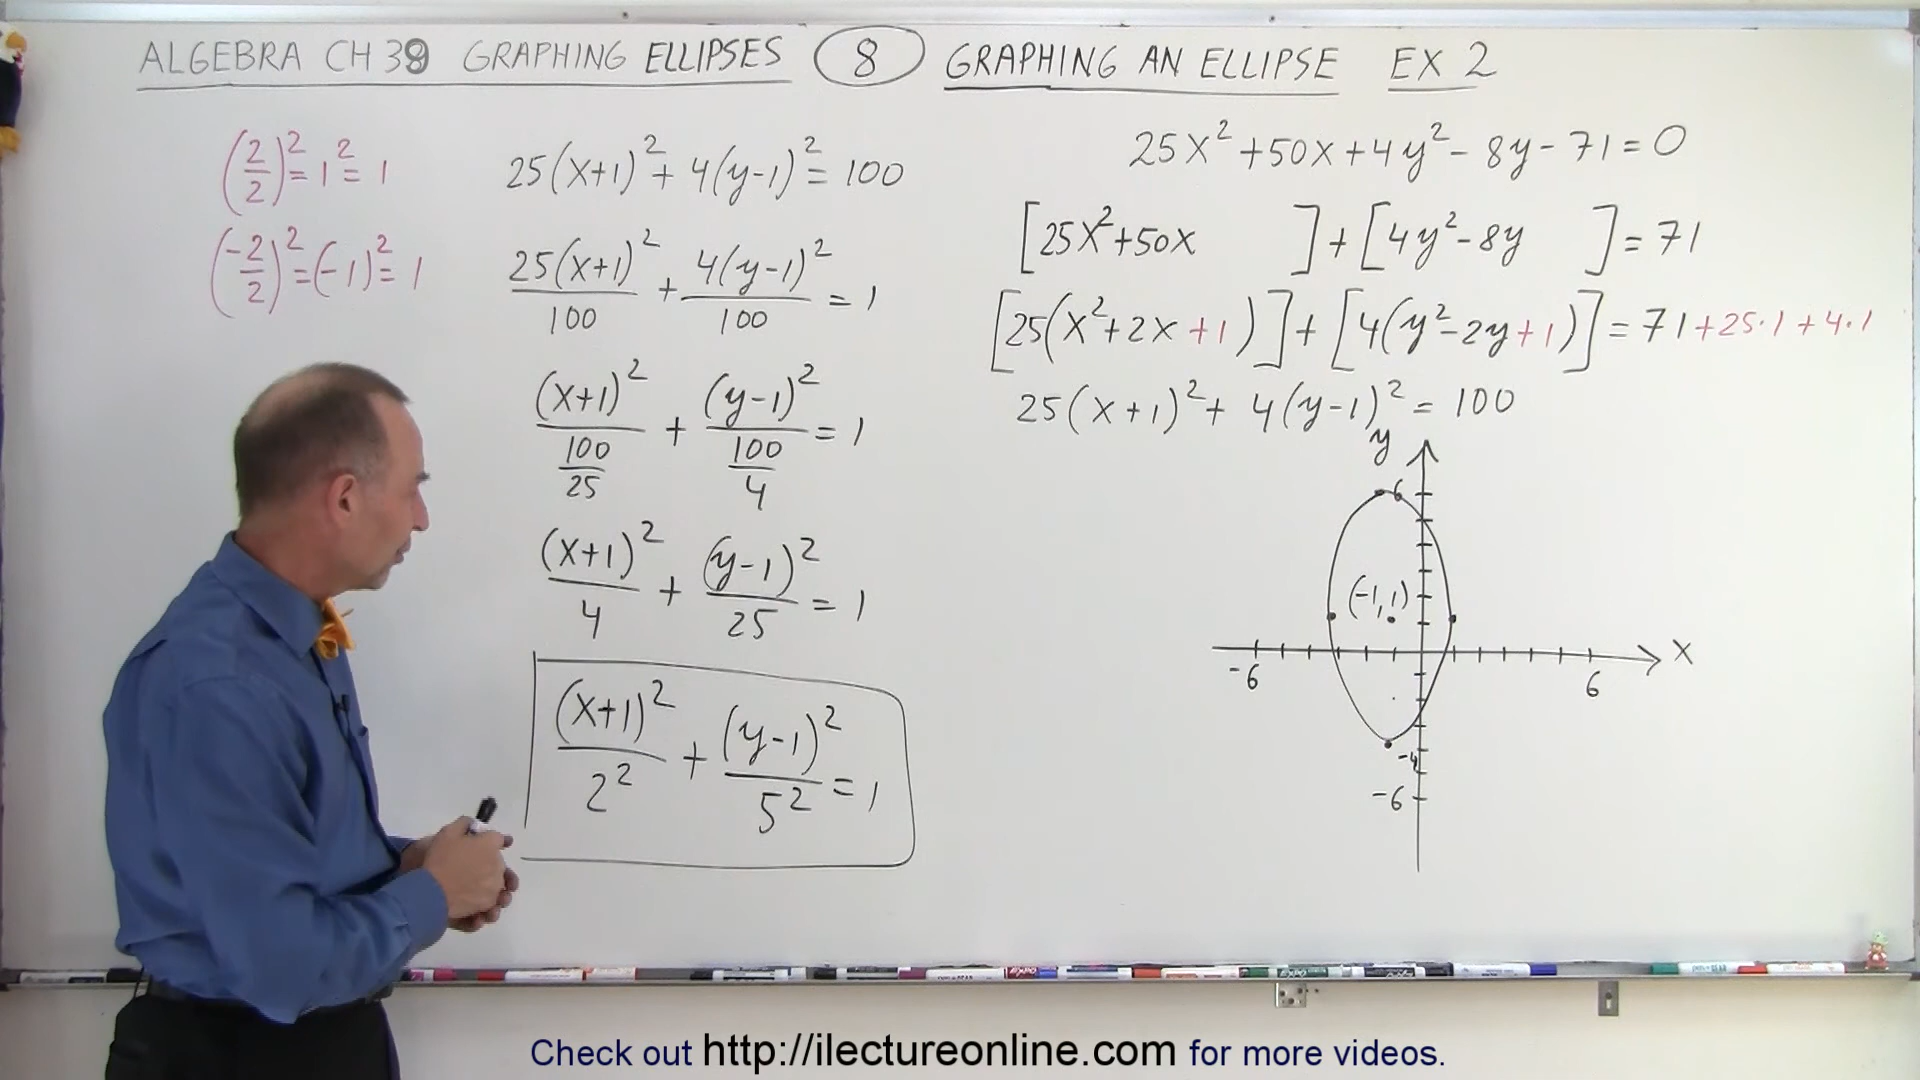 ALGEBRA CH 39 GRAPHING ELLIPSES 8 GRAPHING AN ELLIPSE EX 2
(2/2)² = 1² = 1
(-2/2)² = (-1)² = 1
25(x+1)² + 4(y-1)² = 100
25(x+1)²/100 + 4(y-1)²/100 = 1
(x+1)²/(100/25) + (y-1)²/(100/4) = 1
(x+1)²/4 + (y-1)²/25 = 1
(x+1)²/2² + (y-1)²/5² = 1
25x² + 50x + 4y² - 8y - 71 = 0
[25x² + 50x ] + [4y² - 8y ] = 71
[25(x² + 2x + 1)] + [4(y² - 2y + 1)] = 71 + 25·1 + 4·1
25(x+1)² + 4(y-1)² = 100
y
6
(-1,1)
x
-6
6
-4
-6
Check out http://ilectureonline.com for more videos.